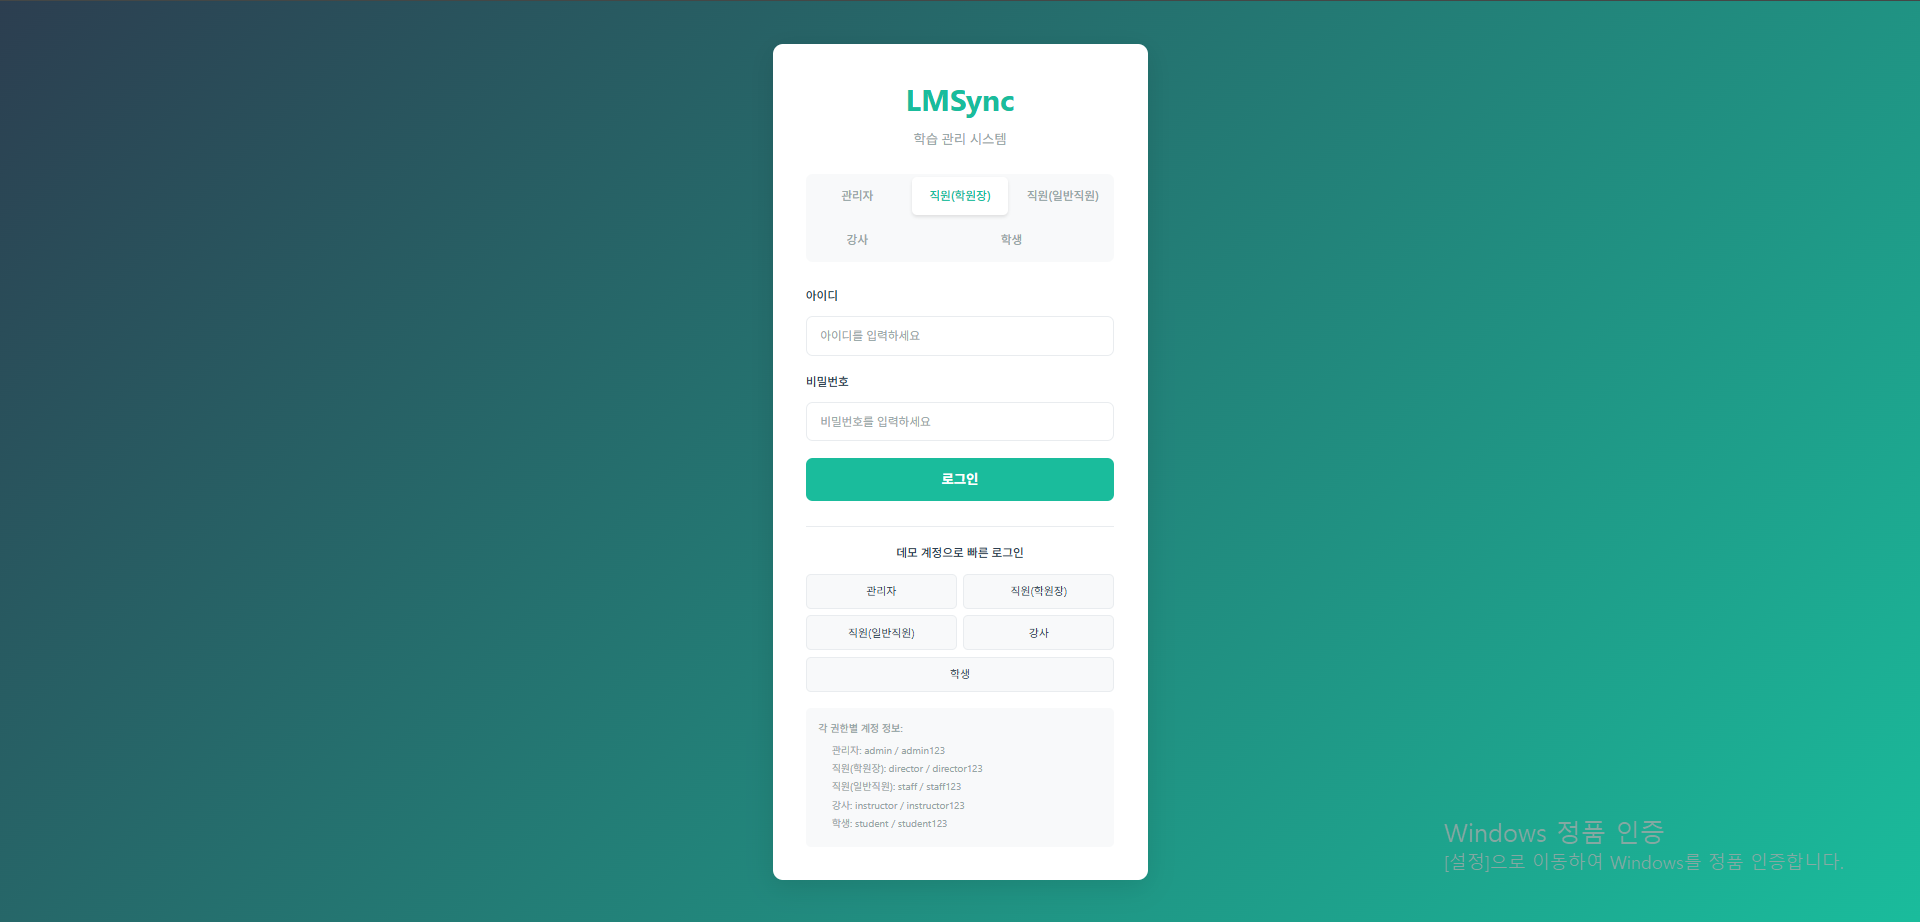 LMSync
학습 관리 시스템
관리자 직원(학원장) 직원(일반직원)
강사 학생
아이디
아이디를 입력하세요
비밀번호
비밀번호를 입력하세요
로그인
데모 계정으로 빠른 로그인
관리자 직원(학원장)
직원(일반직원) 강사
학생
각 권한별 계정 정보:
관리자: admin / admin123
직원(학원장): director / director123
직원(일반직원): staff / staff123
강사: instructor / instructor123
학생: student / student123
Windows 정품 인증
[설정]으로 이동하여 Windows를 정품 인증합니다.